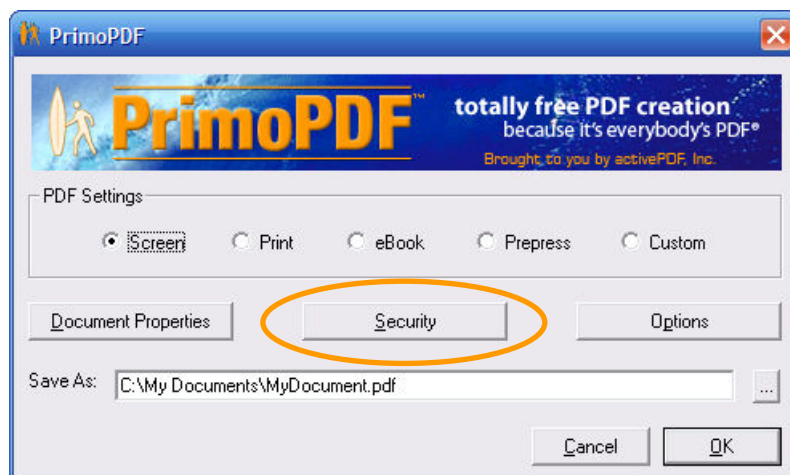 PrimoPDF
PrimoPDF™
totally free PDF creation
because it's everybody's PDF®
Brought to you by activePDF, Inc.
PDF Settings
Screen Print eBook Prepress Custom
Document Properties Security Options
Save As: C:\My Documents\MyDocument.pdf ...
Cancel OK